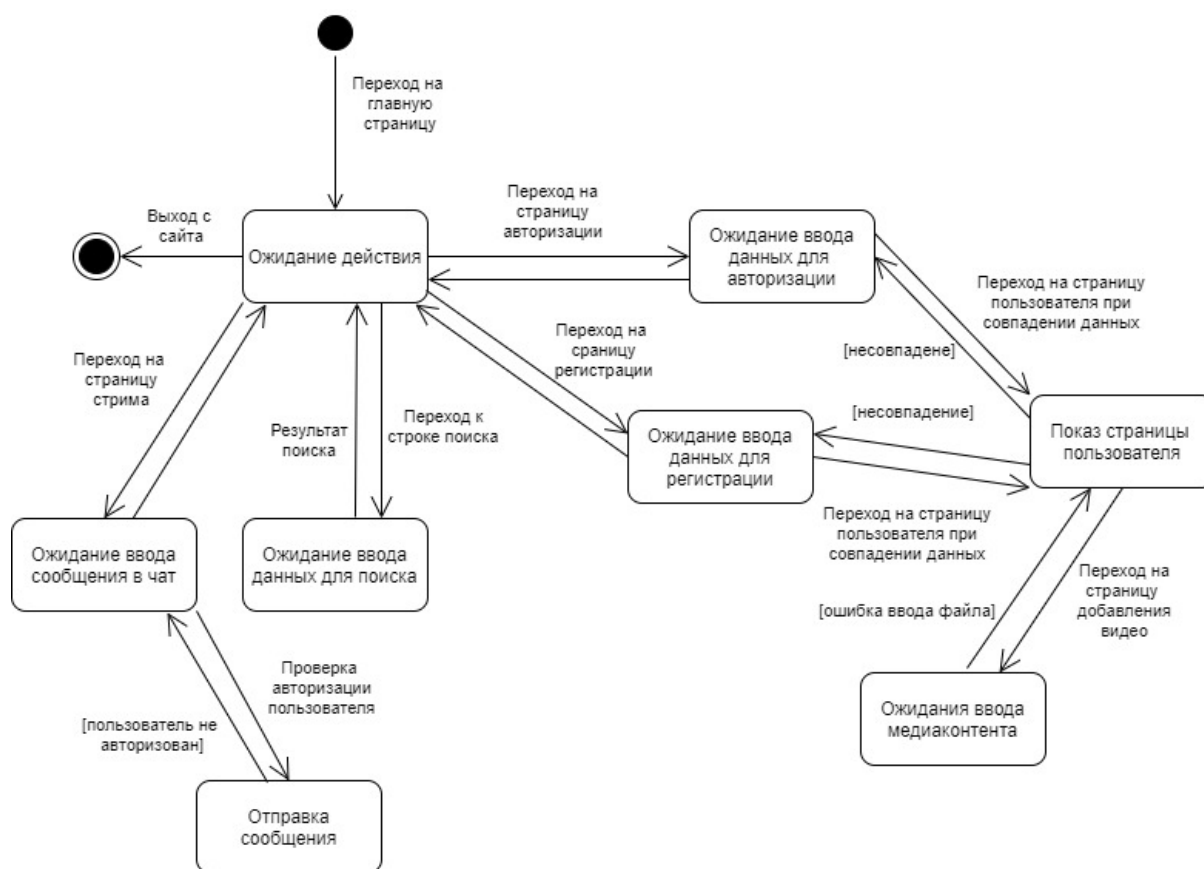 Переход на
главную
страницу
Выход с
сайта
Ожидание действия
Переход на
страницу
авторизации
Ожидание ввода
данных для
авторизации
Переход на страницу
пользователя при
совпадении данных
[несовпадене]
Переход на
сраницу
регистрации
Переход на
страницу
стрима
Результат
поиска
Переход к
строке поиска
[несовпадение]
Ожидание ввода
данных для
регистрации
Показ страницы
пользователя
Переход на страницу
пользователя при
совпадении данных
Ожидание ввода
сообщения в чат
Ожидание ввода
данных для поиска
[ошибка ввода файла]
Переход на
страницу
добавления
видео
Проверка
авторизации
пользователя
[пользователь не
авторизован]
Ожидания ввода
медиаконтента
Отправка
сообщения